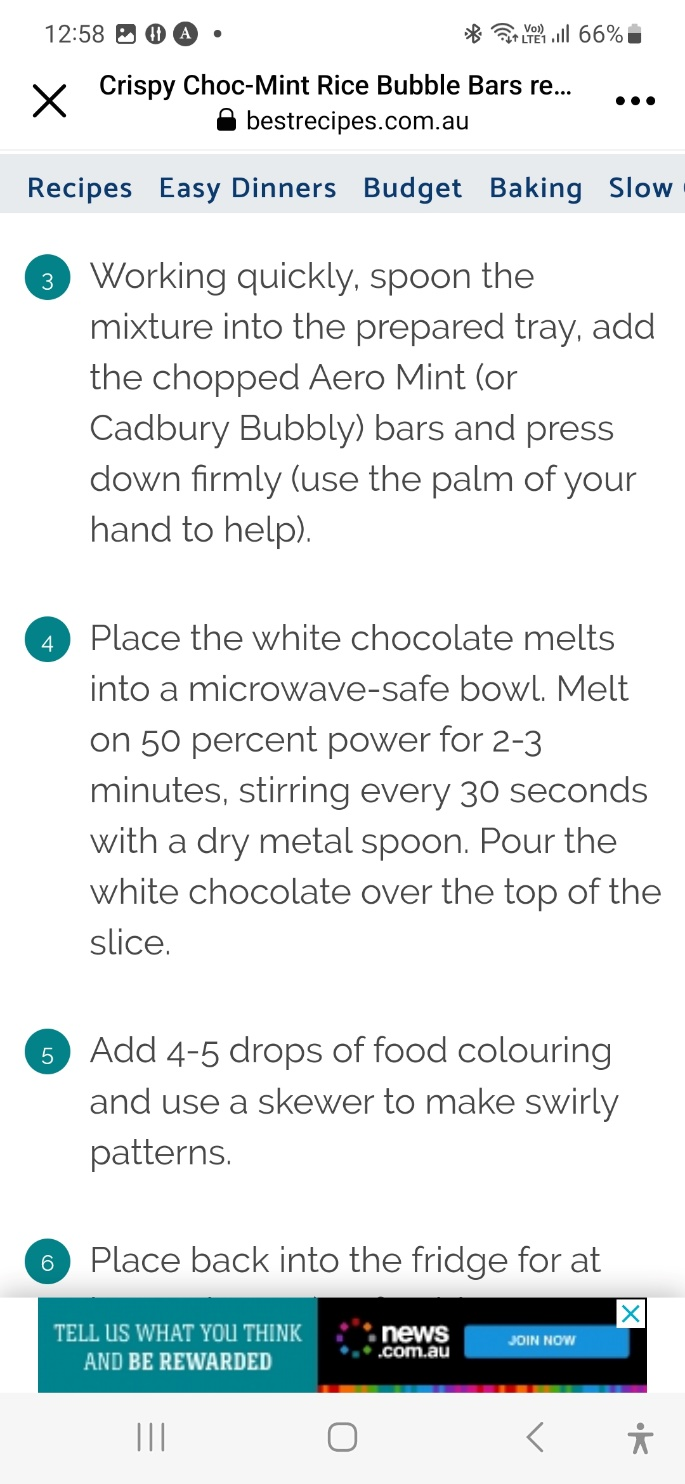 12:58 A 66%
Vo)) LTE1
Crispy Choc-Mint Rice Bubble Bars re...
bestrecipes.com.au
Recipes Easy Dinners Budget Baking Slow
3 Working quickly, spoon the
mixture into the prepared tray, add
the chopped Aero Mint (or
Cadbury Bubbly) bars and press
down firmly (use the palm of your
hand to help).
4 Place the white chocolate melts
into a microwave-safe bowl. Melt
on 50 percent power for 2-3
minutes, stirring every 30 seconds
with a dry metal spoon. Pour the
white chocolate over the top of the
slice.
5 Add 4-5 drops of food colouring
and use a skewer to make swirly
patterns.
6 Place back into the fridge for at
TELL US WHAT YOU THINK
AND BE REWARDED
news
.com.au
JOIN NOW